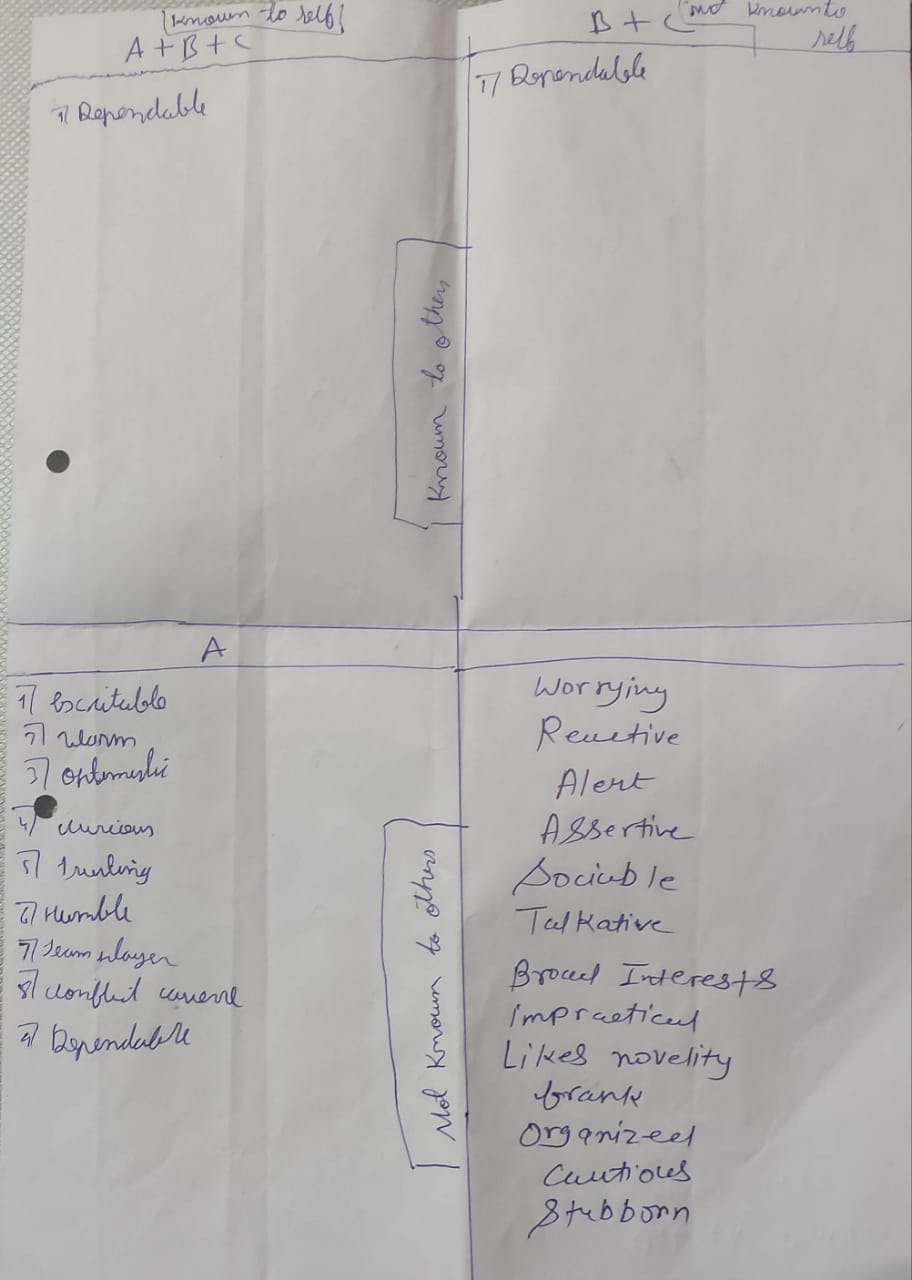 Known to self
A + B + C
1) Dependable
B + C
not known to
self
1) Dependable
Known to others
A
1) Excitable
2) Warm
3) Optimistic
4) Curious
5) Trusting
6) Humble
7) Team player
8) Conflict averse
9) Dependable
Not Known to others
Worrying
Reactive
Alert
Assertive
Sociable
Talkative
Broad Interests
impractical
Likes novelity
frank
Organized
Cautious
Stubborn